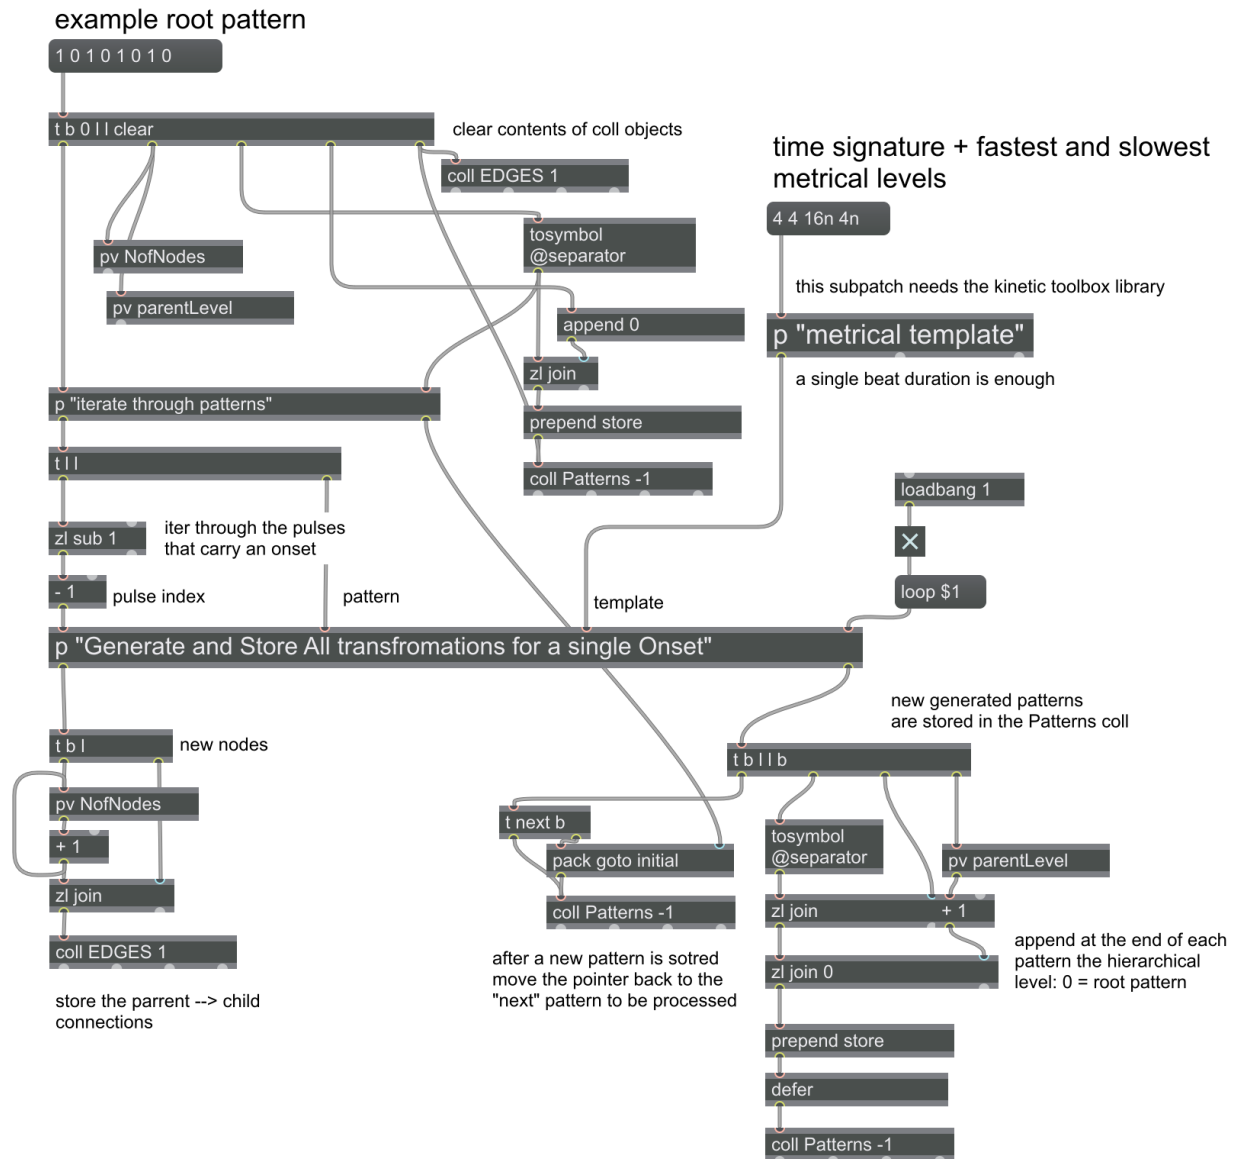 example root pattern
1 0 1 0 1 0 1 0
t b 0 l l clear
clear contents of coll objects
coll EDGES 1
time signature + fastest and slowest
metrical levels
4 4 16n 4n
tosymbol
@separator
pv NofNodes
pv parentLevel
this subpatch needs the kinetic toolbox library
append 0
p "metrical template"
zl join
a single beat duration is enough
p "iterate through patterns"
prepend store
t l l
coll Patterns -1
loadbang 1
zl sub 1
iter through the pulses
that carry an onset
- 1
pulse index
pattern
template
loop $1
p "Generate and Store All transfromations for a single Onset"
new generated patterns
are stored in the Patterns coll
t b l
new nodes
t b l l b
pv NofNodes
+ 1
zl join
coll EDGES 1
store the parrent --> child
connections
t next b
pack goto initial
coll Patterns -1
after a new pattern is sotred
move the pointer back to the
"next" pattern to be processed
tosymbol
@separator
pv parentLevel
zl join
+ 1
zl join 0
append at the end of each
pattern the hierarchical
level: 0 = root pattern
prepend store
defer
coll Patterns -1